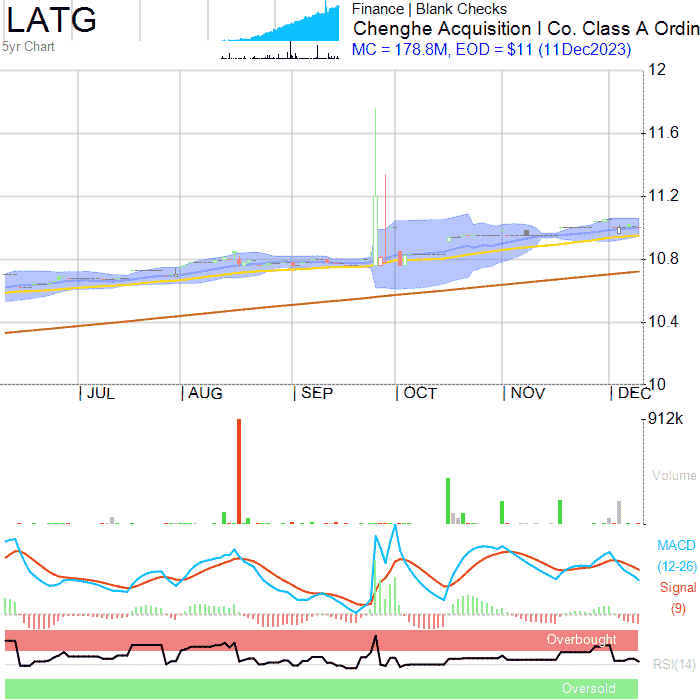 LATG
5yr Chart
Finance | Blank Checks
Chenghe Acquisition I Co. Class A Ordin
MC = 178.8M, EOD = $11 (11Dec2023)
12
11.6
11.2
10.8
10.4
10
JUL AUG SEP OCT NOV DEC
912k
Volume
MACD
(12-26)
Signal
(9)
Overbought
RSI(14)
Oversold